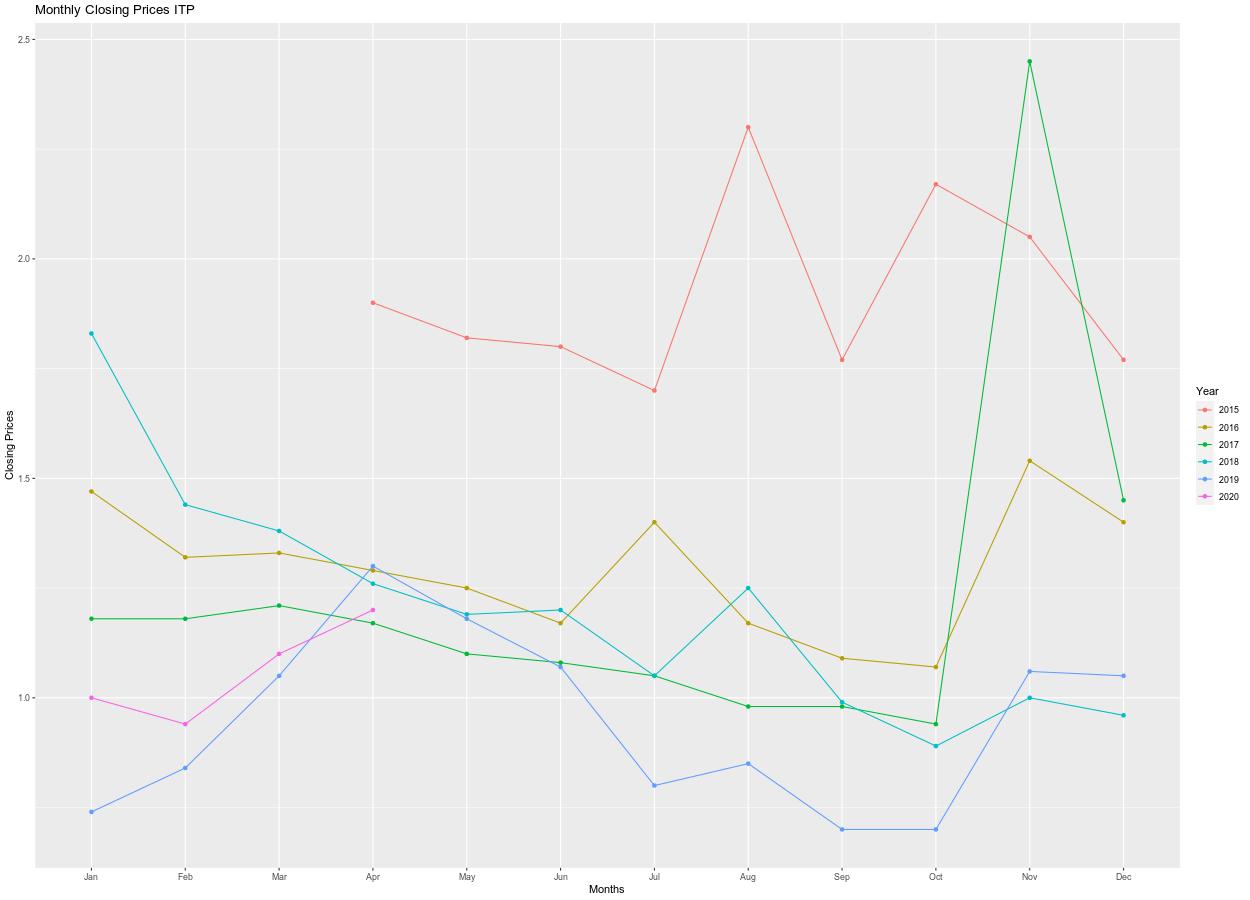 Monthly Closing Prices ITP
2.5
2.0
1.5
1.0
Closing Prices
Jan Feb Mar Apr May Jun Jul Aug Sep Oct Nov Dec
Months
Year
2015
2016
2017
2018
2019
2020